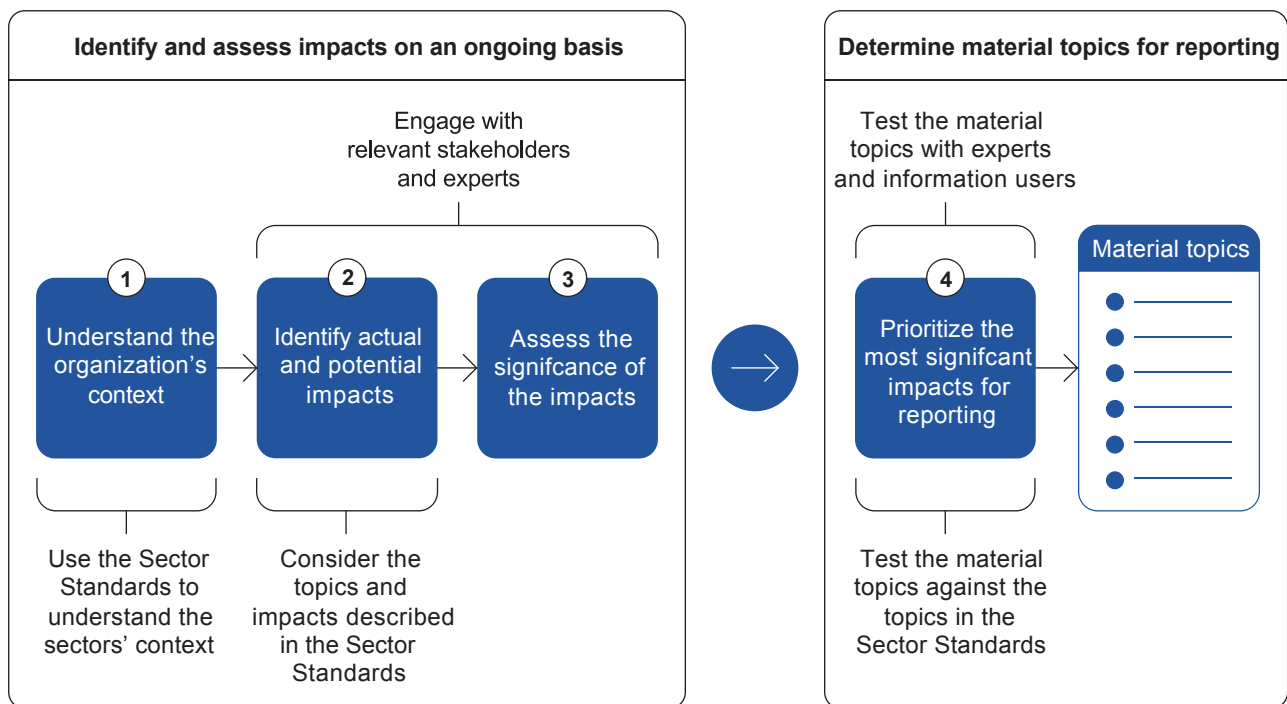 Identify and assess impacts on an ongoing basis
Engage with
relevant stakeholders
and experts
1
Understand the
organization’s
context
2
Identify actual
and potential
impacts
3
Assess the
signifcance of
the impacts
Use the Sector
Standards to
understand the
sectors’ context
Consider the
topics and
impacts described
in the Sector
Standards
Determine material topics for reporting
Test the material
topics with experts
and information users
4
Prioritize the
most signifcant
impacts for
reporting
Material topics
Test the material
topics against the
topics in the
Sector Standards